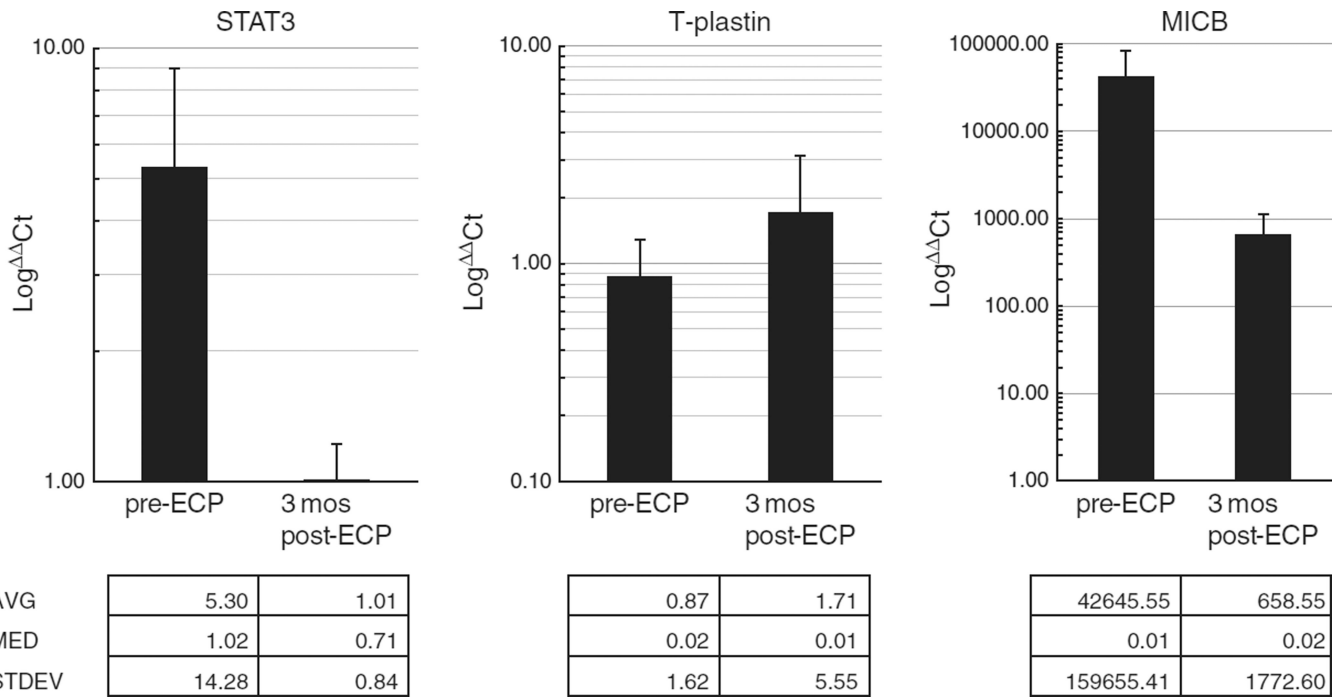 STAT3
10.00
Log^ΔΔCt
1.00
pre-ECP
3 mos
post-ECP
T-plastin
10.00
Log^ΔΔCt
1.00
0.10
pre-ECP
3 mos
post-ECP
MICB
100000.00
10000.00
1000.00
Log^ΔΔCt
100.00
10.00
1.00
pre-ECP
3 mos
post-ECP
AVG 5.30 1.01 0.87 1.71 42645.55 658.55
MED 1.02 0.71 0.02 0.01 0.01 0.02
STDEV 14.28 0.84 1.62 5.55 159655.41 1772.60